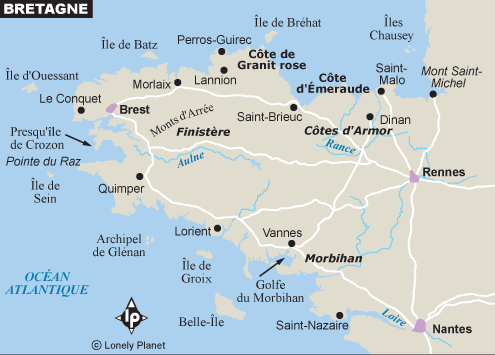 BRETAGNE
Île de Bréhat
Îles
Chausey
Perros-Guirec
Île de Batz
Côte de
Granit rose
Île d'Ouessant
Morlaix
Lannion
Côte
d'Émeraude
Saint-
Malo
Mont Saint-
Michel
Le Conquet
Brest
Monts d'Arrée
Saint-Brieuc
Dinan
Presqu'île
de Crozon
Finistère
Côtes d'Armor
Pointe du Raz
Aulne
Rance
Île de
Sein
Quimper
Rennes
Lorient
Vannes
Archipel
de Glénan
Morbihan
Île de
Groix
Golfe
du Morbihan
OCÉAN
ATLANTIQUE
Belle-Île
Saint-Nazaire
Loire
Nantes
lp
© Lonely Planet